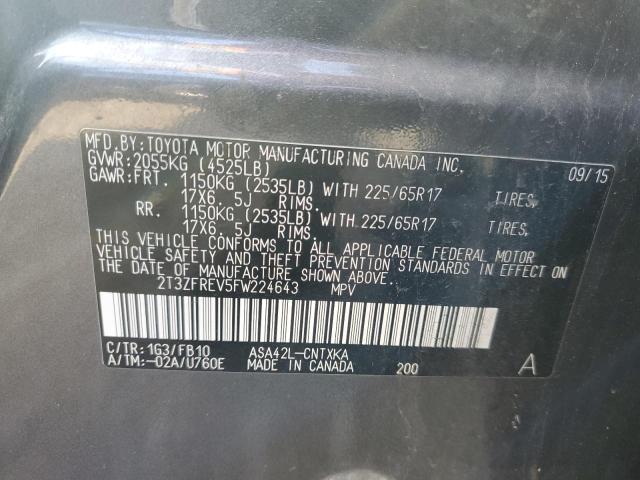 MFD.BY:TOYOTA MOTOR MANUFACTURING CANADA INC. 09/15
GVWR:2055KG (4525LB)
GAWR:FRT. 1150KG (2535LB) WITH 225/65R17 TIRES,
17X6. 5J RIMS.
RR. 1150KG (2535LB) WITH 225/65R17 TIRES,
17X6. 5J RIMS.
THIS VEHICLE CONFORMS TO ALL APPLICABLE FEDERAL MOTOR
VEHICLE SAFETY AND THEFT PREVENTION STANDARDS IN EFFECT ON
THE DATE OF MANUFACTURE SHOWN ABOVE.
2T3ZFREV5FW224643 MPV
C/TR:1G3/FB10 ASA42L-CNTXKA
A/TM:-02A/U760E MADE IN CANADA 200 A